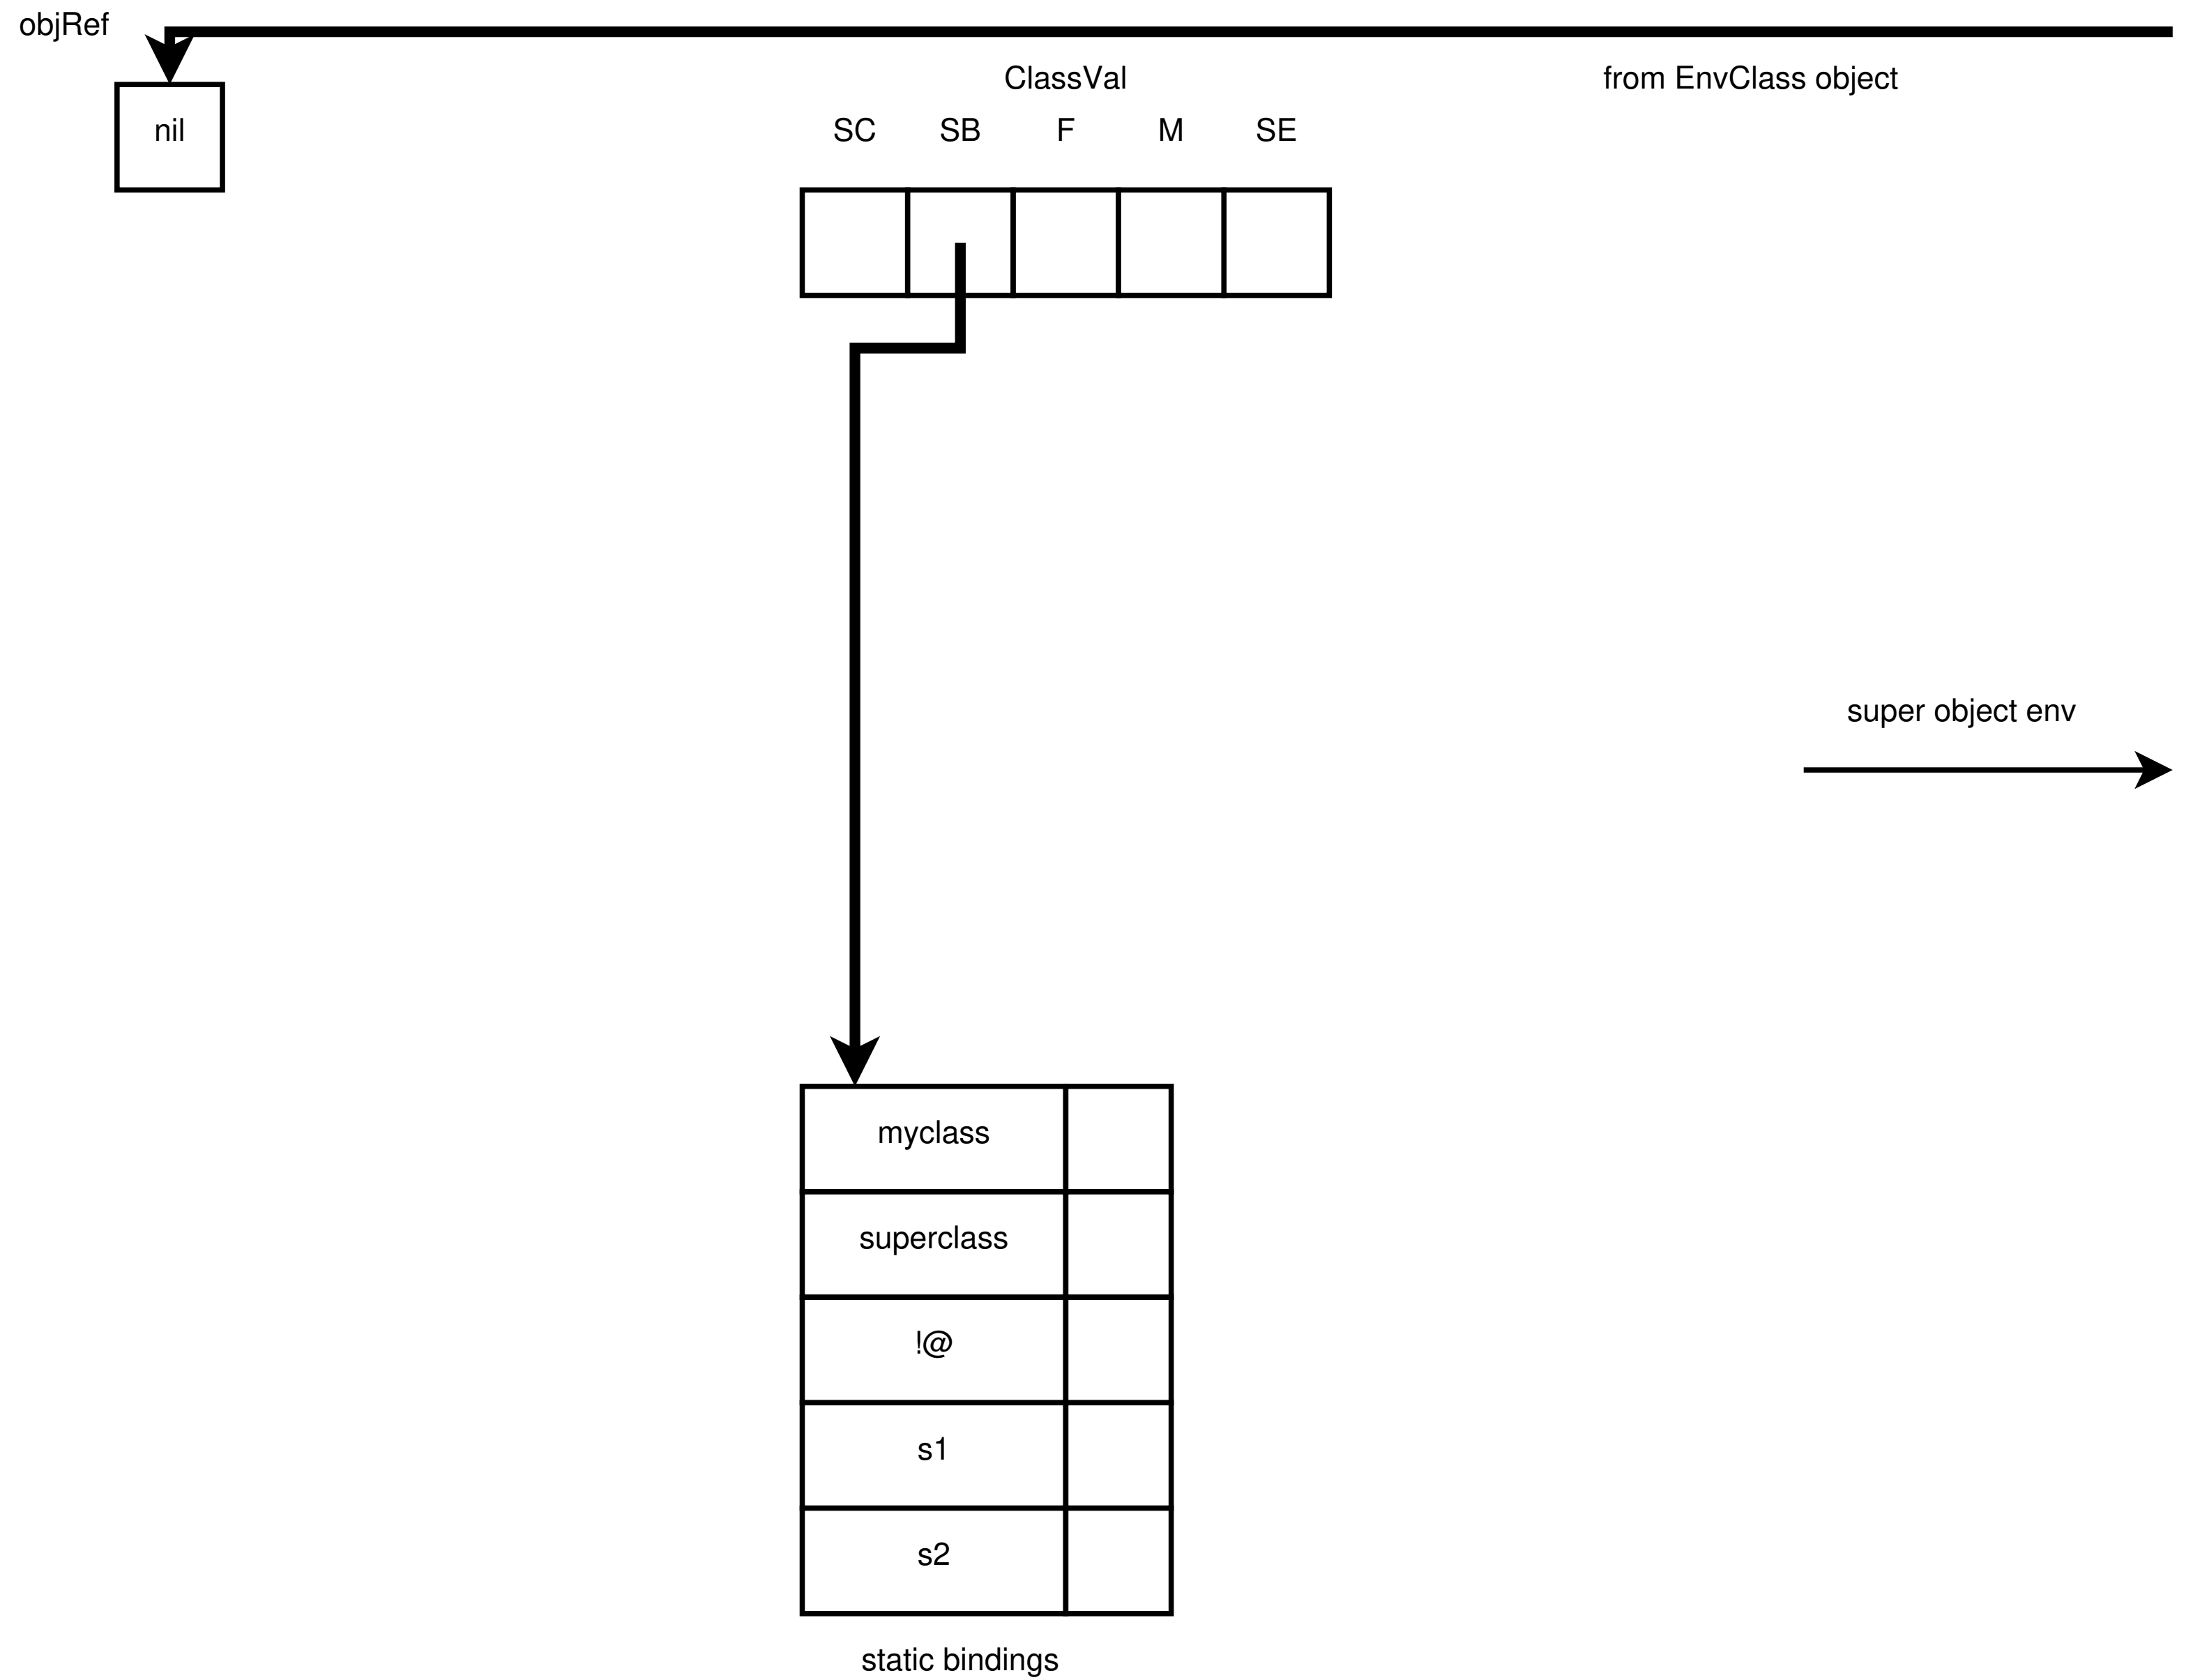 objRef
nil
ClassVal
from EnvClass object
SC SB F M SE
super object env
myclass
superclass
!@
s1
s2
static bindings